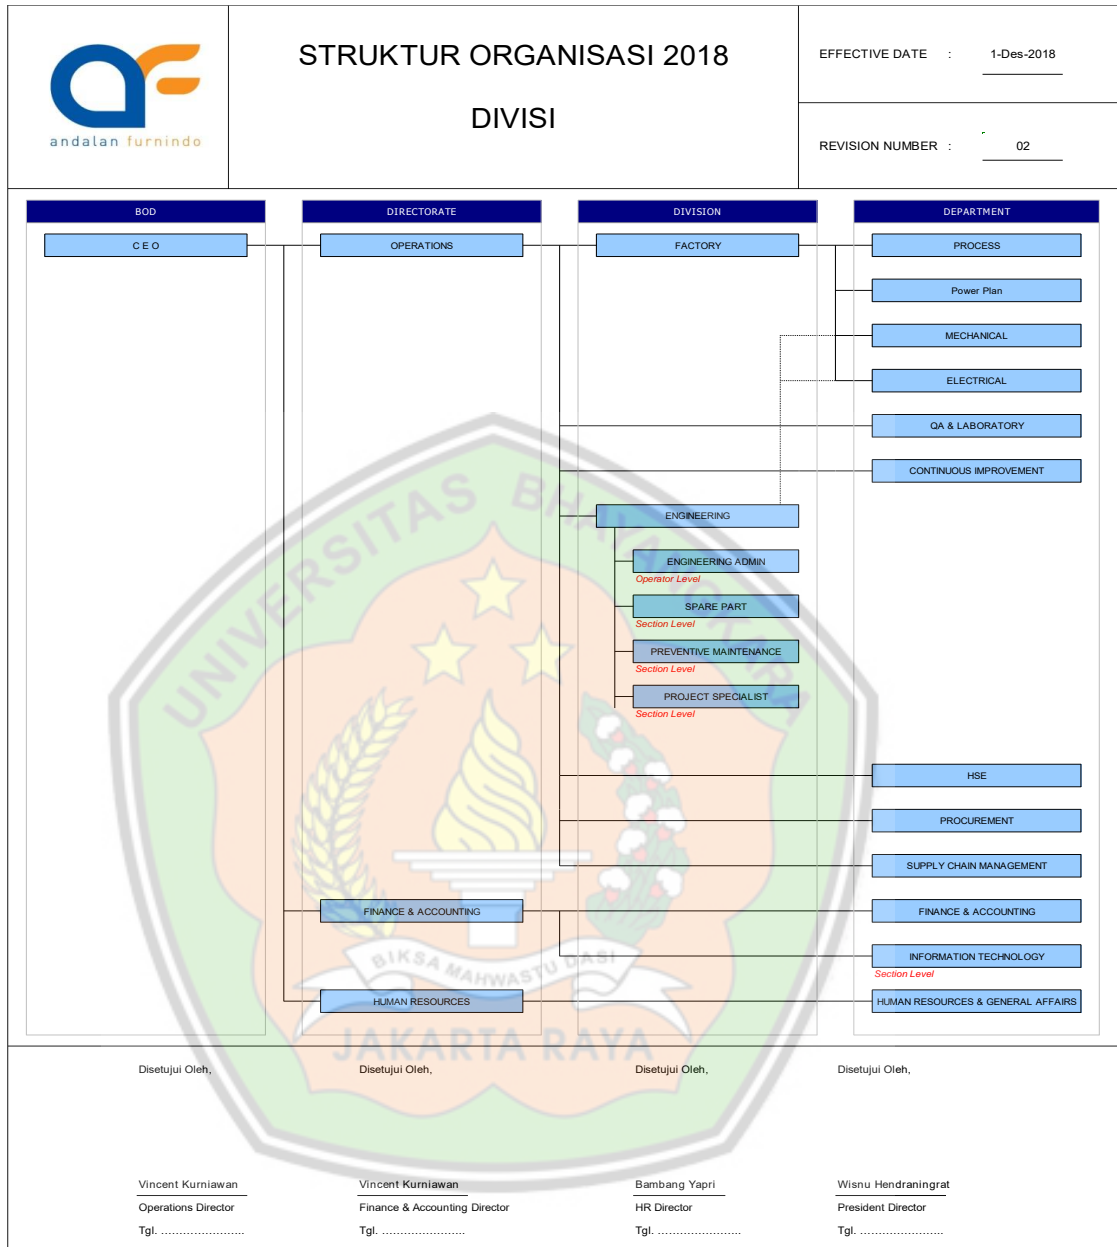 andalan furnindo
STRUKTUR ORGANISASI 2018
DIVISI
EFFECTIVE DATE : 1-Des-2018
REVISION NUMBER : 02
BOD DIRECTORATE DIVISION DEPARTMENT
C E O OPERATIONS FACTORY PROCESS
Power Plan
MECHANICAL
ELECTRICAL
QA & LABORATORY
CONTINUOUS IMPROVEMENT
ENGINEERING
ENGINEERING ADMIN
Operator Level
SPARE PART
Section Level
PREVENTIVE MAINTENANCE
Section Level
PROJECT SPECIALIST
Section Level
HSE
PROCUREMENT
SUPPLY CHAIN MANAGEMENT
FINANCE & ACCOUNTING FINANCE & ACCOUNTING
INFORMATION TECHNOLOGY
Section Level
HUMAN RESOURCES HUMAN RESOURCES & GENERAL AFFAIRS
UNIVERSITAS BHAYANGKARA
BIKSA MAHWASTU DASI
JAKARTA RAYA
Disetujui Oleh, Disetujui Oleh, Disetujui Oleh, Disetujui Oleh,
Vincent Kurniawan Vincent Kurniawan Bambang Yapri Wisnu Hendraningrat
Operations Director Finance & Accounting Director HR Director President Director
Tgl. ....................... Tgl. ....................... Tgl. ....................... Tgl. .......................